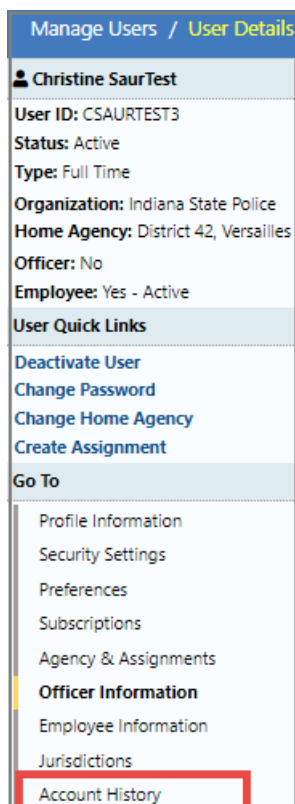 Manage Users / User Details
Christine SaurTest
User ID: CSAURTEST3
Status: Active
Type: Full Time
Organization: Indiana State Police
Home Agency: District 42, Versailles
Officer: No
Employee: Yes - Active
User Quick Links
Deactivate User
Change Password
Change Home Agency
Create Assignment
Go To
Profile Information
Security Settings
Preferences
Subscriptions
Agency & Assignments
Officer Information
Employee Information
Jurisdictions
Account History